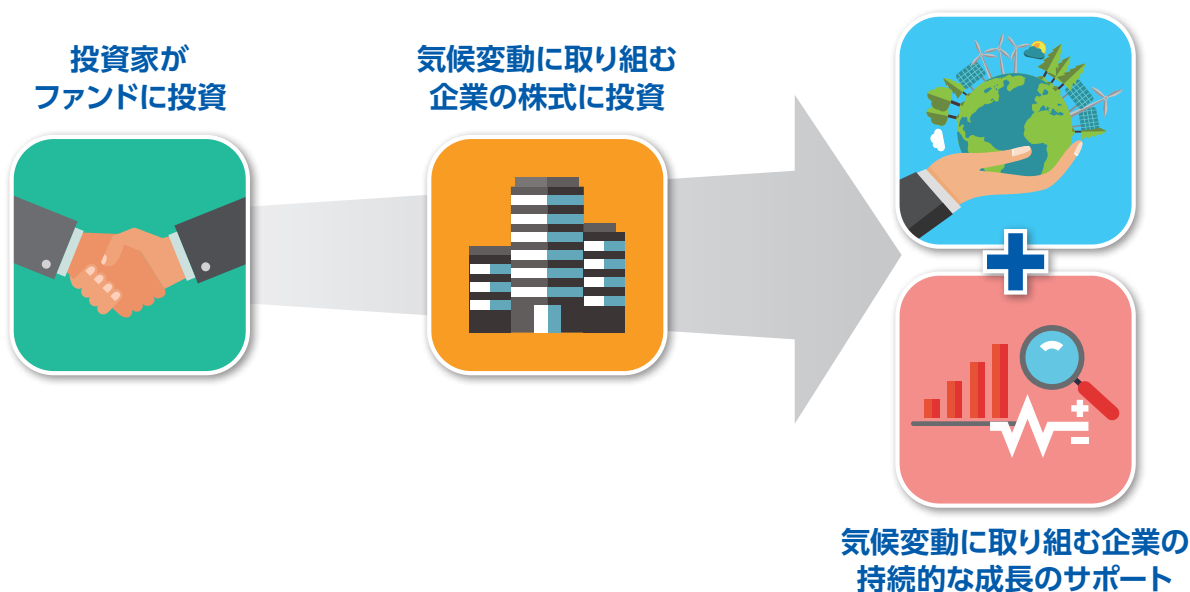 投資家が
ファンドに投資
気候変動に取り組む
企業の株式に投資
気候変動に取り組む企業の
持続的な成長のサポート